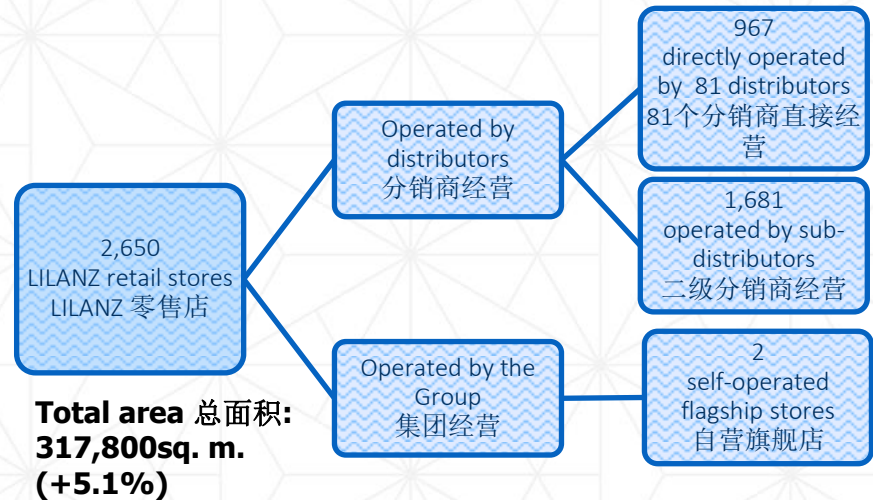 2,650
LILANZ retail stores
LILANZ 零售店
Total area 总面积:
317,800sq. m.
(+5.1%)
Operated by
distributors
分销商经营
Operated by the
Group
集团经营
967
directly operated
by 81 distributors
81个分销商直接经
营
1,681
operated by sub-
distributors
二级分销商经营
2
self-operated
flagship stores
自营旗舰店